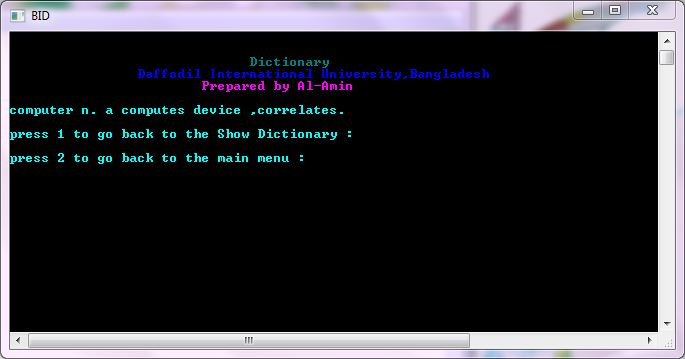 BID
Dictionary
Daffodil International University,Bangladesh
Prepared by Al-Amin
computer n. a computes device ,correlates.
press 1 to go back to the Show Dictionary :
press 2 to go back to the main menu :